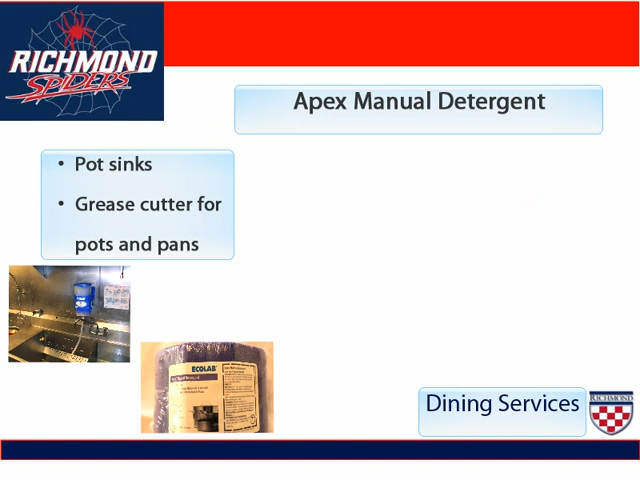 RICHMOND
SPIDERS
Apex Manual Detergent
• Pot sinks
• Grease cutter for
pots and pans
ECOLAB
Dining Services
RICHMOND